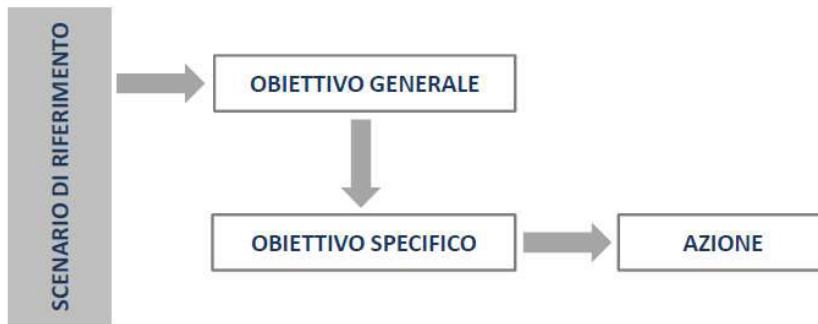 SCENARIO DI RIFERIMENTO
OBIETTIVO GENERALE
OBIETTIVO SPECIFICO
AZIONE